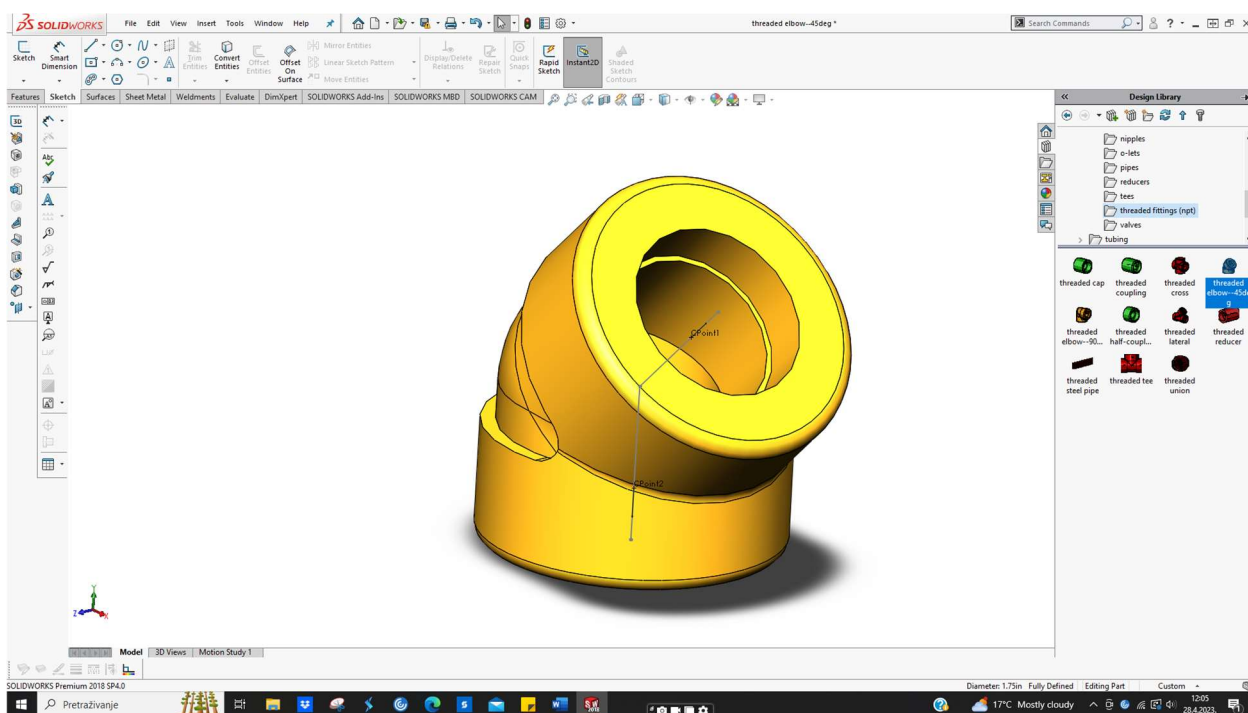 SOLIDWORKS File Edit View Insert Tools Window Help threaded elbow--45deg * Search Commands
Sketch Smart Dimension Trim Entities Convert Entities Offset Entities Offset On Surface Mirror Entities Linear Sketch Pattern Move Entities Display/Delete Relations Repair Sketch Quick Snaps Rapid Sketch Instant2D Shaded Sketch Contours
Features Sketch Surfaces Sheet Metal Weldments Evaluate DimXpert SOLIDWORKS Add-Ins SOLIDWORKS MBD SOLIDWORKS CAM
Design Library
nipples
o-lets
pipes
reducers
tees
threaded fittings (npt)
valves
tubing
threaded cap
threaded coupling
threaded cross
threaded elbow--45deg
threaded elbow--90...
threaded half-coupl...
threaded lateral
threaded reducer
threaded steel pipe
threaded tee
threaded union
CPoint1
CPoint2
Y
Z
X
Model 3D Views Motion Study 1
SOLIDWORKS Premium 2018 SP4.0 Diameter: 1.75in Fully Defined Editing Part Custom
Pretraživanje 17°C Mostly cloudy 12:05
28.4.2023.